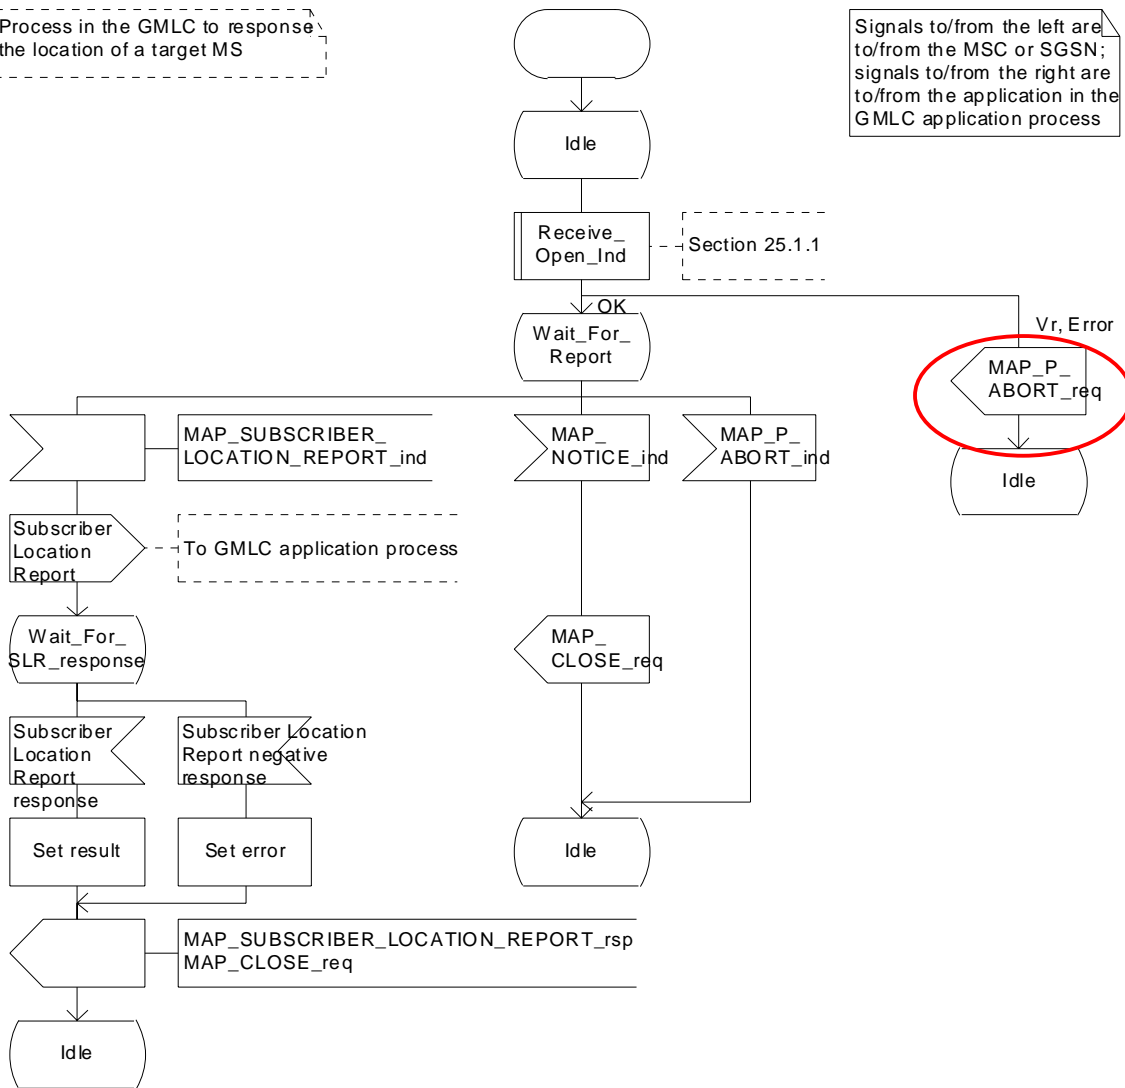 Process in the GMLC to response
the location of a target MS
Signals to/from the left are
to/from the MSC or SGSN;
signals to/from the right are
to/from the application in the
GMLC application process
Idle
Receive_
Open_Ind
Section 25.1.1
OK
Vr, Error
Wait_For_
Report
MAP_P_
ABORT_req
MAP_SUBSCRIBER_
LOCATION_REPORT_ind
MAP_
NOTICE_ind
MAP_P_
ABORT_ind
Idle
Subscriber
Location
Report
To GMLC application process
Wait_For_
SLR_response
MAP_
CLOSE_req
Subscriber
Location
Report
response
Subscriber Location
Report negative
response
Set result
Set error
Idle
MAP_SUBSCRIBER_LOCATION_REPORT_rsp
MAP_CLOSE_req
Idle